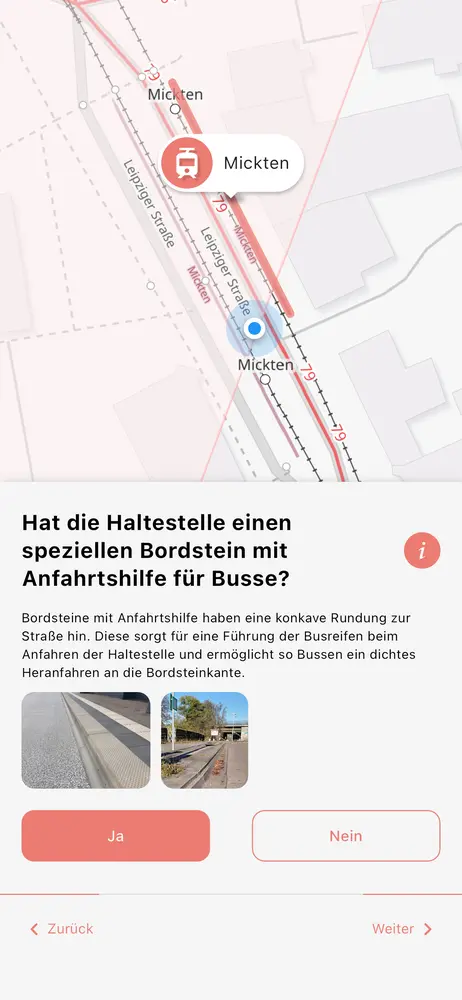 79
Mickten
Mickten
79
Leipziger Straße
Leipziger Straße
Mickten
Mickten
Mickten
79
79
Hat die Haltestelle einen
speziellen Bordstein mit
Anfahrtshilfe für Busse?
i
Bordsteine mit Anfahrtshilfe haben eine konkave Rundung zur
Straße hin. Diese sorgt für eine Führung der Busreifen beim
Anfahren der Haltestelle und ermöglicht so Bussen ein dichtes
Heranfahren an die Bordsteinkante.
Ja
Nein
Zurück
Weiter